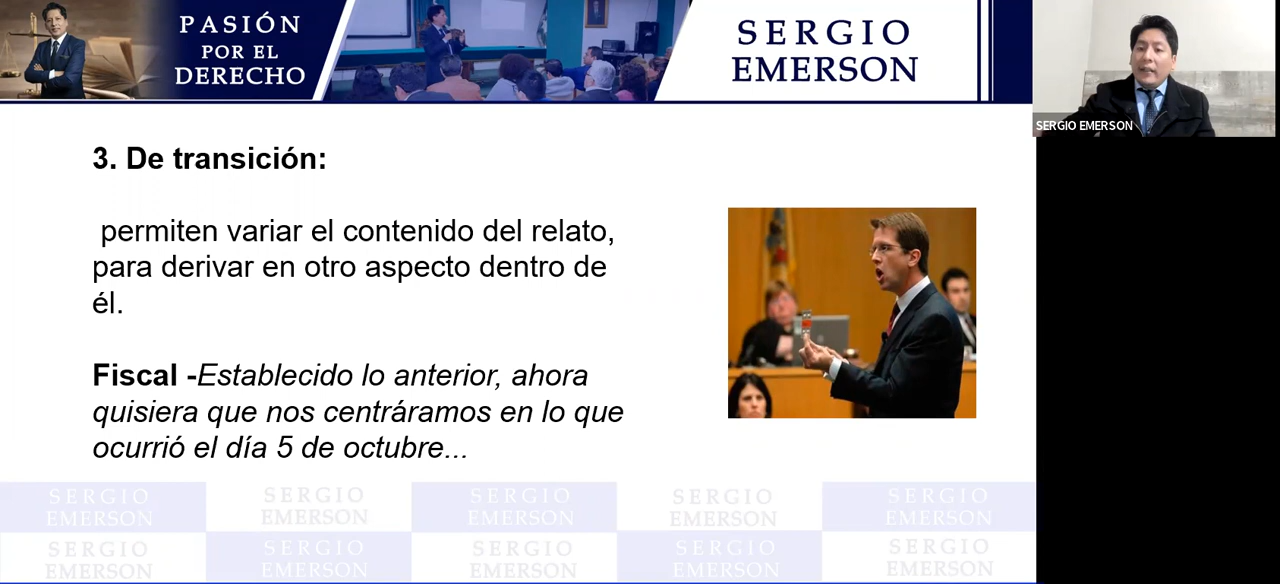 PASIÓN
POR EL
DERECHO
SERGIO
EMERSON
SERGIO EMERSON
3. De transición:
permiten variar el contenido del relato,
para derivar en otro aspecto dentro de
él.
Fiscal -Establecido lo anterior, ahora
quisiera que nos centráramos en lo que
ocurrió el día 5 de octubre...
SERGIO SERGIO SERGIO SERGIO SERGIO
EMERSON EMERSON EMERSON EMERSON EMERSON
SERGIO SERGIO SERGIO SERGIO SERGIO
EMERSON EMERSON EMERSON EMERSON EMERSON